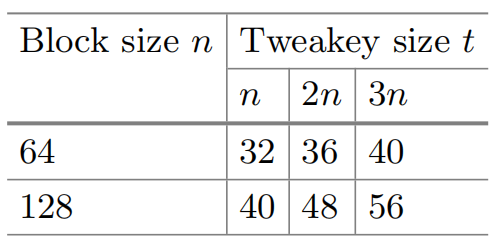 Block size n Tweakey size t
n 2n 3n
64 32 36 40
128 40 48 56